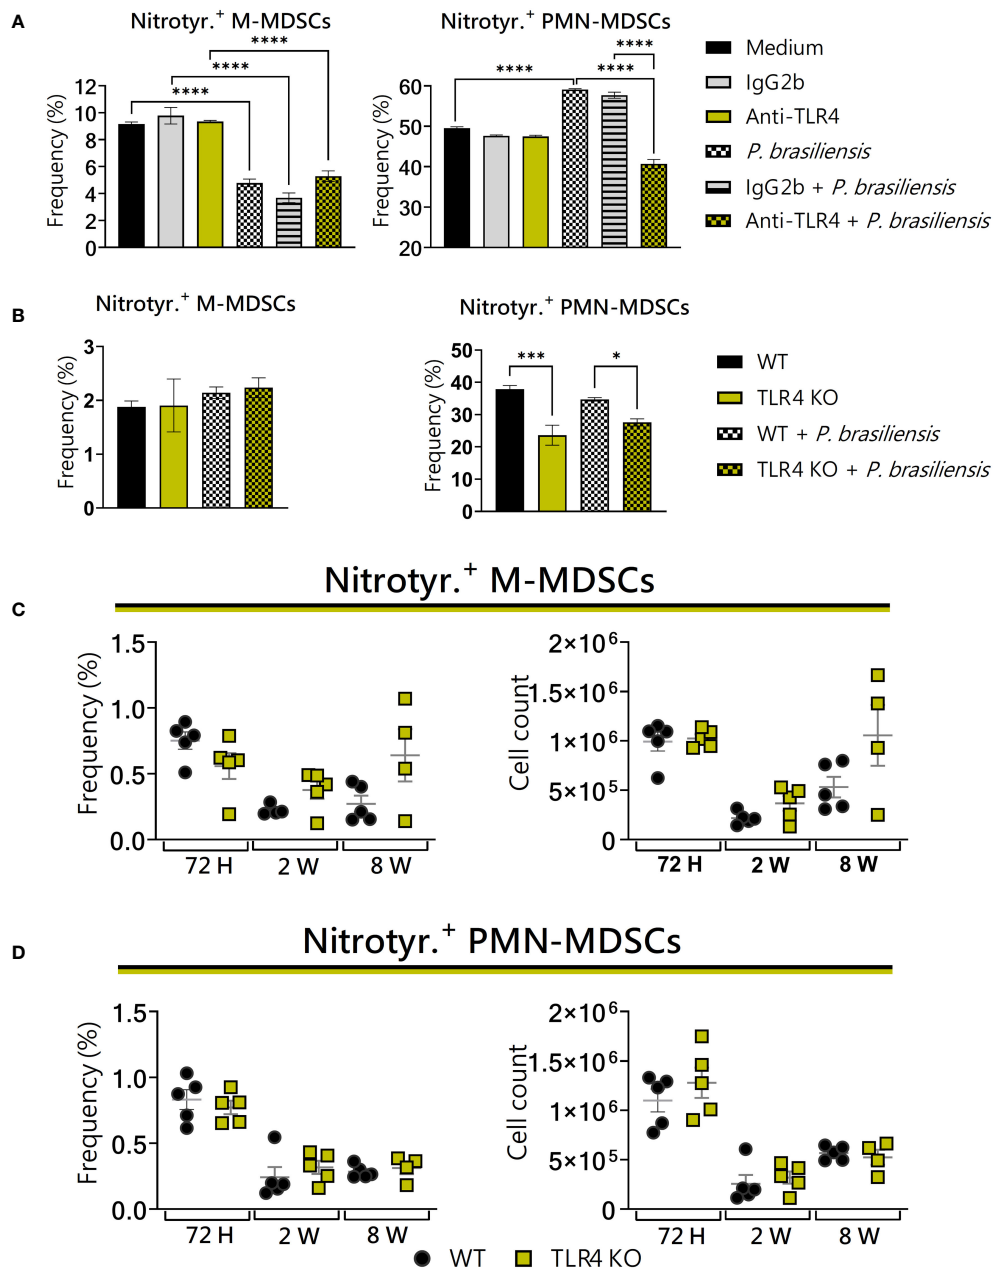 A
Nitrotyr.+ M-MDSCs
Nitrotyr.+ PMN-MDSCs
**** **** ****
**** **** ****
Frequency (%)
12
10
8
6
4
2
0
Frequency (%)
60
50
40
30
20
Medium
IgG2b
Anti-TLR4
P. brasiliensis
IgG2b + P. brasiliensis
Anti-TLR4 + P. brasiliensis
B
Nitrotyr.+ M-MDSCs
Nitrotyr.+ PMN-MDSCs
Frequency (%)
3
2
1
0
Frequency (%)
50
40
30
20
10
0
*** *
WT
TLR4 KO
WT + P. brasiliensis
TLR4 KO + P. brasiliensis
Nitrotyr.+ M-MDSCs
C
Frequency (%)
1.5
1.0
0.5
0.0
72 H 2 W 8 W
Cell count
2×10⁶
1.5×10⁶
1×10⁶
5×10⁵
0
72 H 2 W 8 W
Nitrotyr.+ PMN-MDSCs
D
Frequency (%)
1.5
1.0
0.5
0.0
72 H 2 W 8 W
Cell count
2×10⁶
1.5×10⁶
1×10⁶
5×10⁵
0
72 H 2 W 8 W
WT TLR4 KO